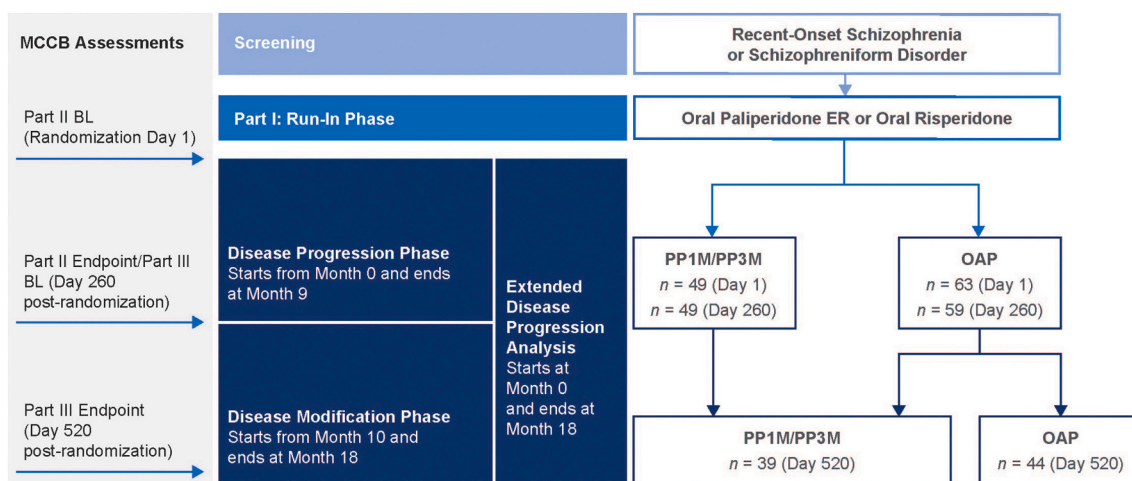 MCCB Assessments
Screening
Recent-Onset Schizophrenia
or Schizophreniform Disorder
Part II BL
(Randomization Day 1)
Part I: Run-In Phase
Oral Paliperidone ER or Oral Risperidone
Part II Endpoint/Part III
BL (Day 260
post-randomization)
Disease Progression Phase
Starts from Month 0 and ends
at Month 9
Extended
Disease
Progression
Analysis
Starts at
Month 0
and ends at
Month 18
PP1M/PP3M
n = 49 (Day 1)
n = 49 (Day 260)
OAP
n = 63 (Day 1)
n = 59 (Day 260)
Part III Endpoint
(Day 520
post-randomization)
Disease Modification Phase
Starts from Month 10 and
ends at Month 18
PP1M/PP3M
n = 39 (Day 520)
OAP
n = 44 (Day 520)